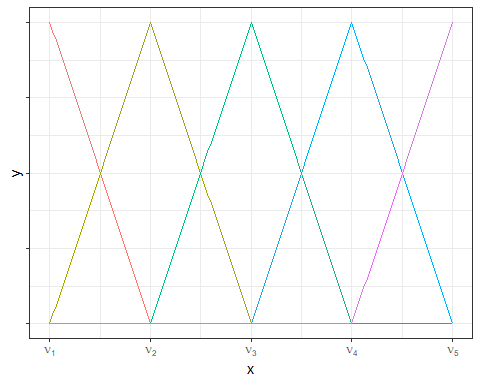 y
v₁ v₂ v₃ v₄ v₅
x